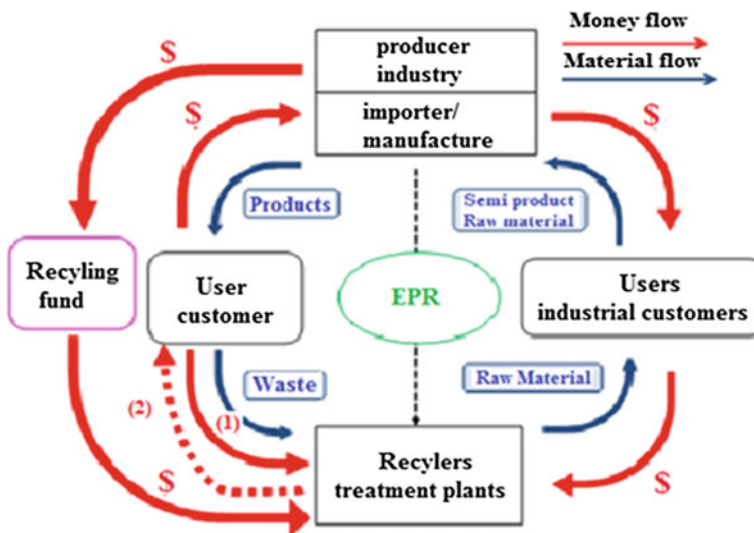 Money flow
Material flow
producer
industry
importer/
manufacture
$
$
$
Products
Semi product
Raw material
Recyling
fund
User
customer
EPR
Users
industrial customers
Waste
Raw Material
(2)
(1)
Recylers
treatment plants
$
$